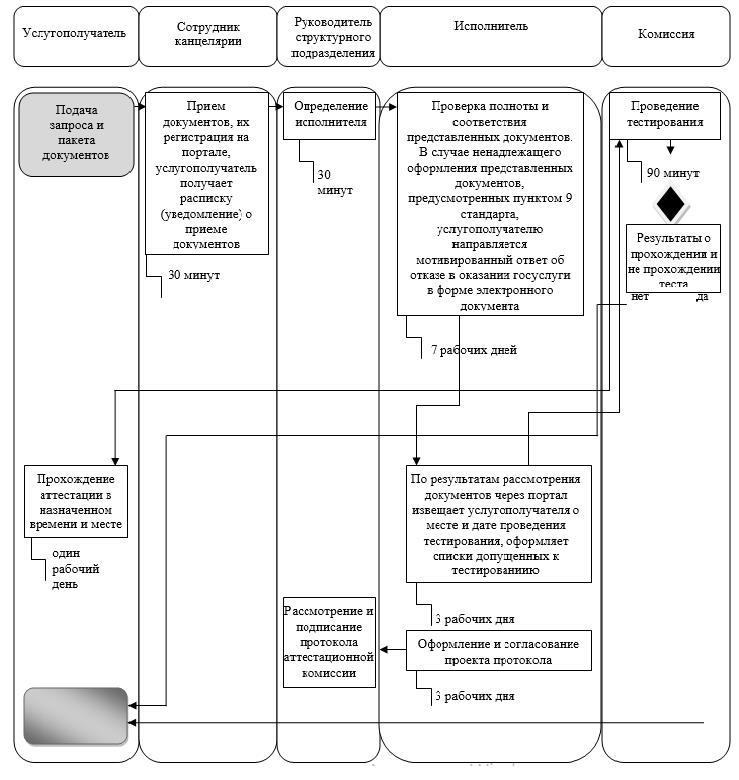 Услугополучатель
Сотрудник
канцелярии
Руководитель
структурного
подразделения
Исполнитель
Комиссия
Подача
запроса и
пакета
документов
Прием
документов, их
регистрация на
портале,
услугополучатель
получает
расписку
(уведомление) о
приеме
документов
30 минут
Определение
исполнителя
30
минут
Проверка полноты и
соответствия
представленных документов.
В случае ненадлежащего
оформления представленных
документов,
предусмотренных пунктом 9
стандарта,
услугополучателю
направляется
мотивированный ответ об
отказе в оказании госуслуги
в форме электронного
документа
7 рабочих дней
Проведение
тестирования
90 минут
Результаты о
прохождении и
не прохождении
теста
нет да
Прохождение
аттестации в
назначенном
времени и месте
один
рабочий
день
По результатам рассмотрения
документов через портал
извещает услугополучателя о
месте и дате проведения
тестирования, оформляет
списки допущенных к
тестированию
3 рабочих дня
Рассмотрение и
подписание
протокола
аттестационной
комиссии
Оформление и согласование
проекта протокола
3 рабочих дня